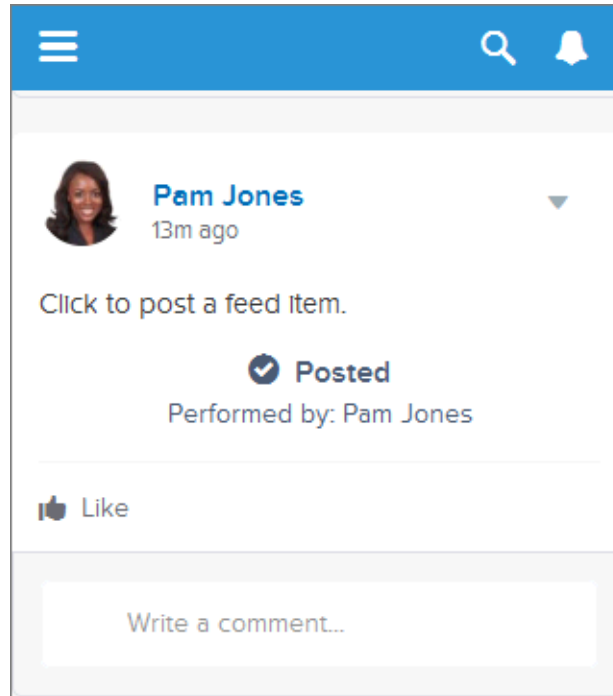 Pam Jones
13m ago
Click to post a feed item.
Posted
Performed by: Pam Jones
Like
Write a comment...